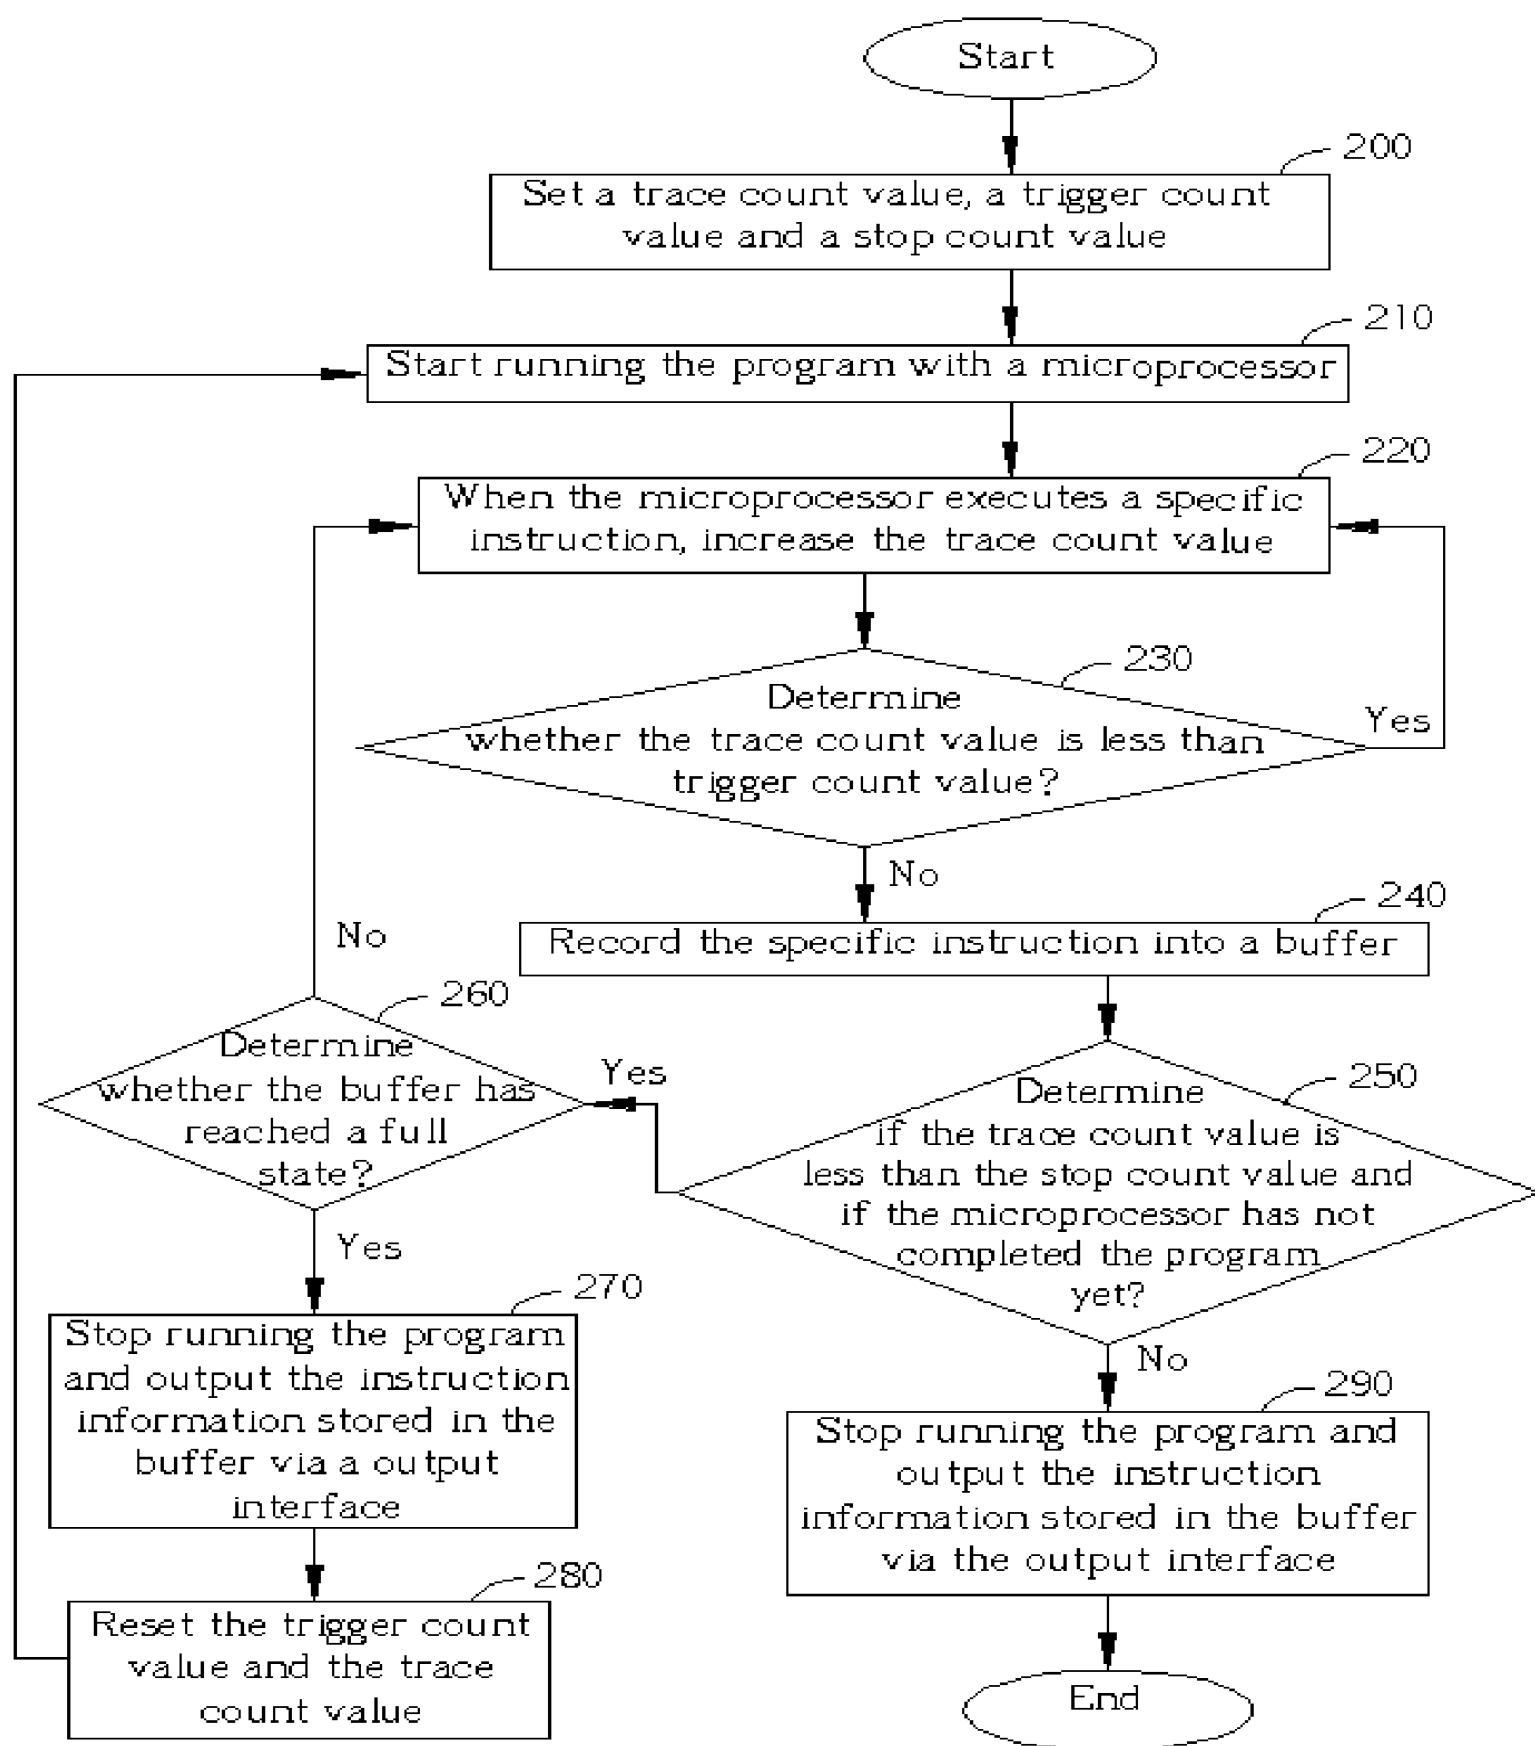 Start
200
Set a trace count value, a trigger count
value and a stop count value
210
Start running the program with a microprocessor
220
When the microprocessor executes a specific
instruction, increase the trace count value
230
Determine
whether the trace count value is less than
trigger count value?
Yes
No
240
Record the specific instruction into a buffer
No
260
Determine
whether the buffer has
reached a full
state?
Yes
250
Determine
if the trace count value is
less than the stop count value and
if the microprocessor has not
completed the program
yet?
Yes
270
Stop running the program
and output the instruction
information stored in the
buffer via a output
interface
No
290
Stop running the program and
output the instruction
information stored in the buffer
via the output interface
280
Reset the trigger count
value and the trace
count value
End